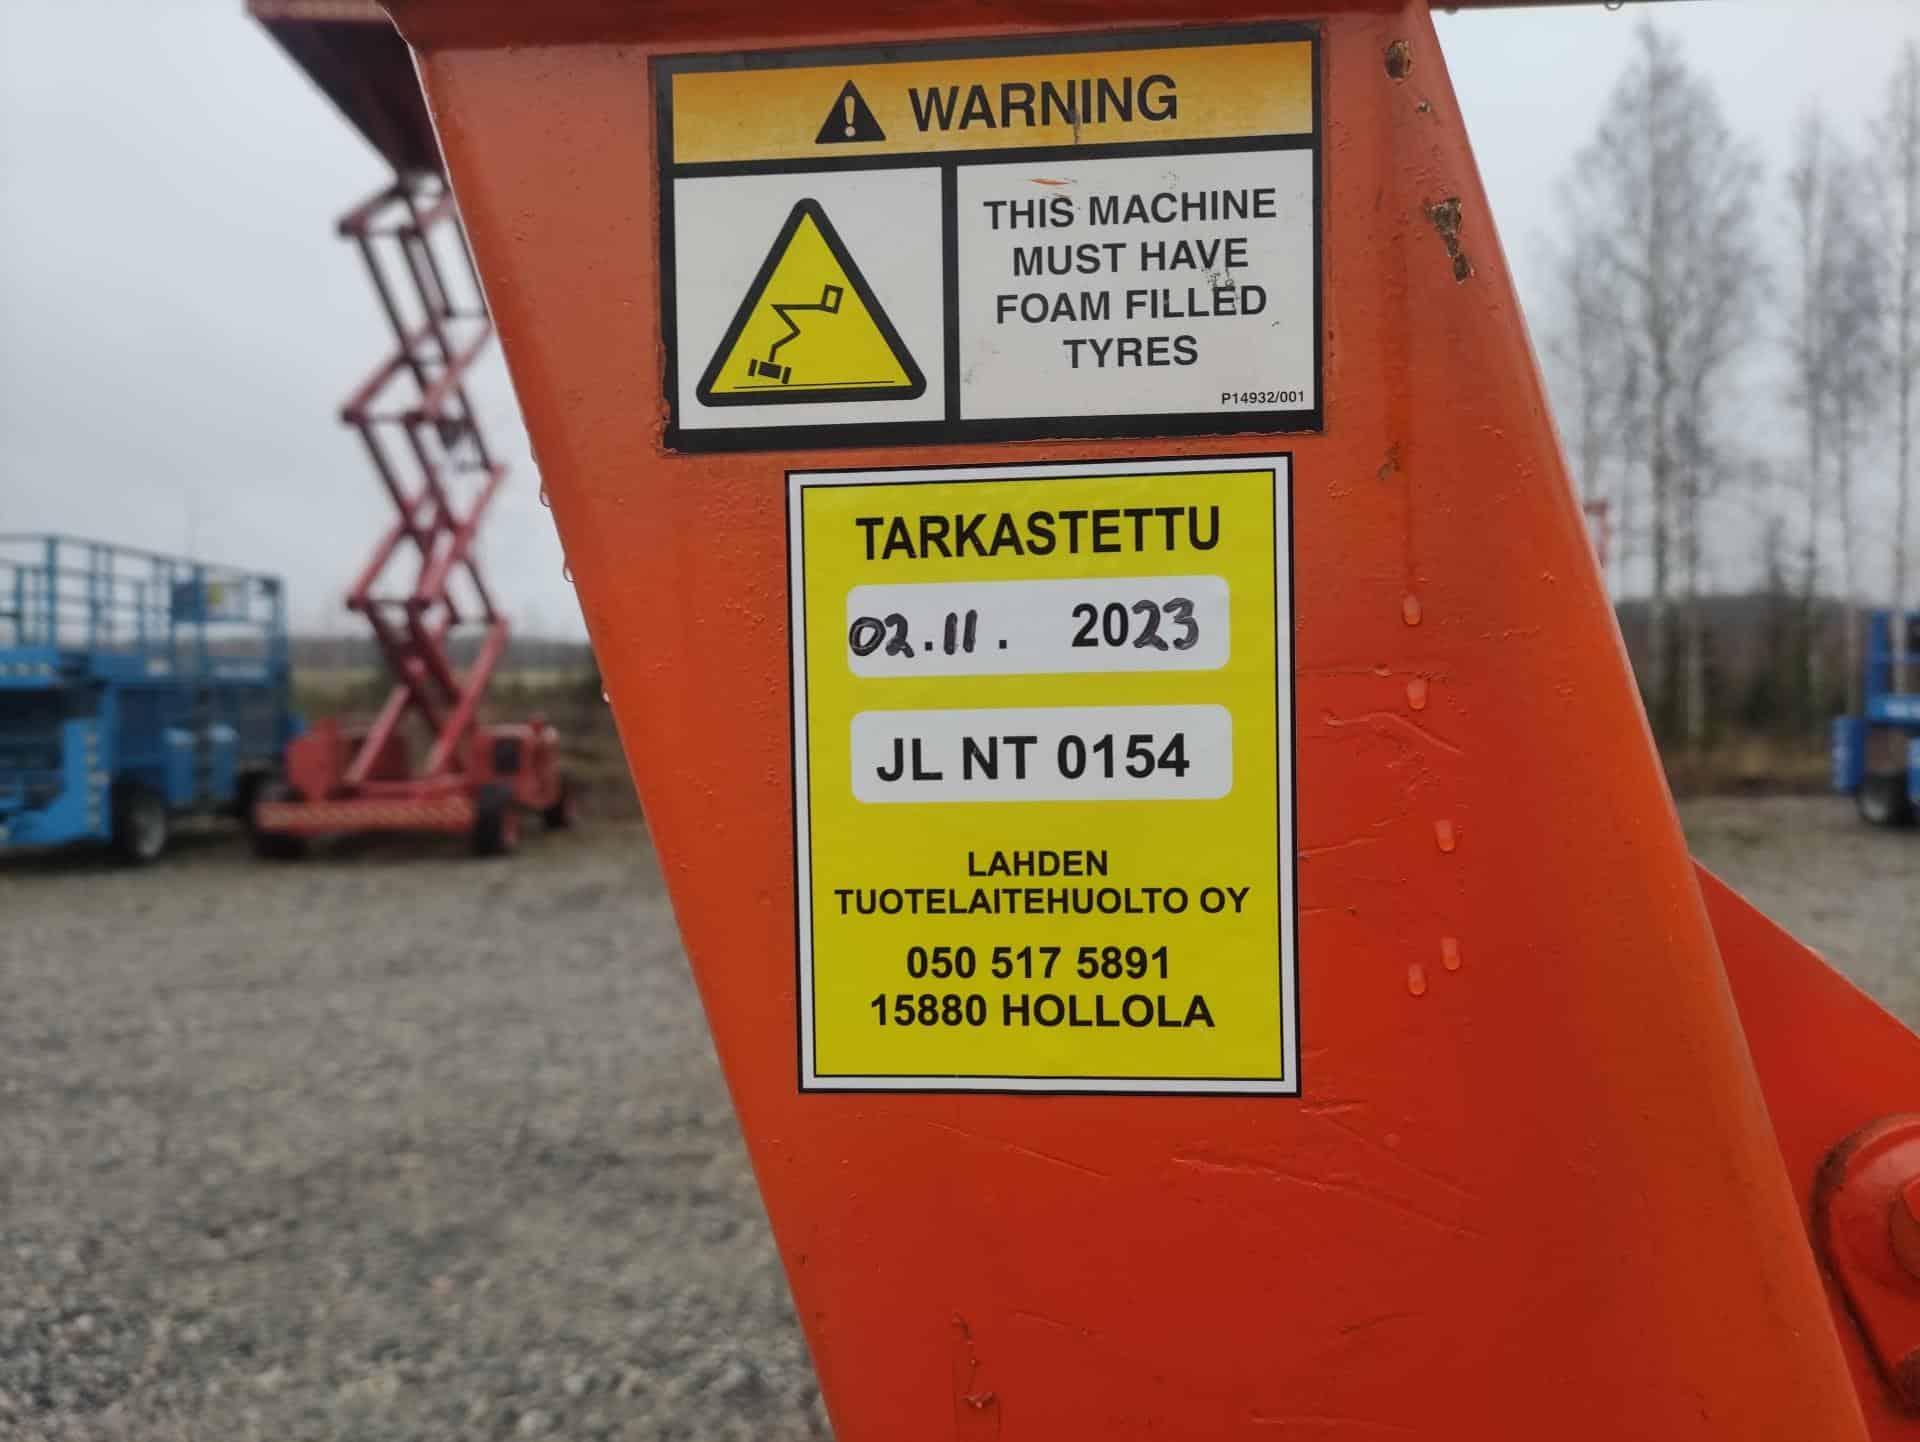 WARNING
THIS MACHINE
MUST HAVE
FOAM FILLED
TYRES
P14932/001
TARKASTETTU
02.11. 2023
JL NT 0154
LAHDEN
TUOTELAITEHUOLTO OY
050 517 5891
15880 HOLLOLA